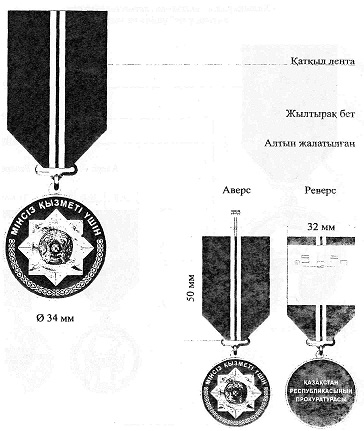 Қатқыл лента
Жылтырақ бет
Алтын жалатылған
МІНСІЗ ҚЫЗМЕТІ ҮШІН
Ø 34 мм
Аверс
Реверс
32 мм
50 мм
МІНСІЗ ҚЫЗМЕТІ ҮШІН
ҚАЗАҚСТАН
РЕСПУБЛИКАСЫНЫҢ
ПРОКУРАТУРАСЫ